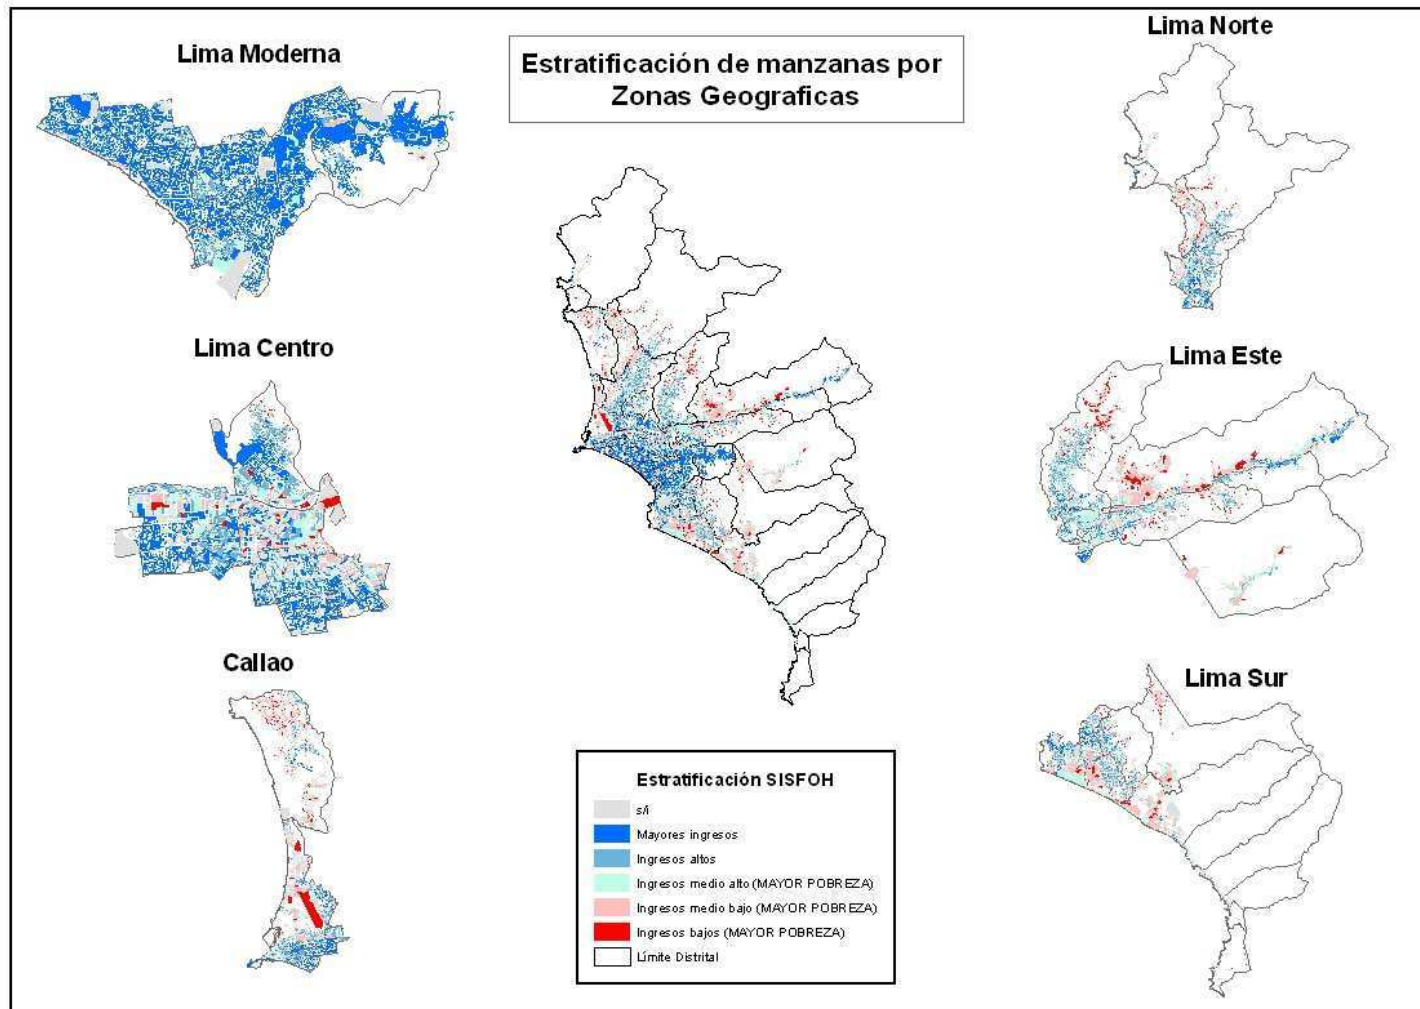 Lima Moderna
Estratificación de manzanas por
Zonas Geograficas
Lima Norte
Lima Centro
Lima Este
Callao
Lima Sur
Estratificación SISFOH
s/i
Mayores ingresos
Ingresos altos
Ingresos medio alto (MAYOR POBREZA)
Ingresos medio bajo (MAYOR POBREZA)
Ingresos bajos (MAYOR POBREZA)
Límite Distrital